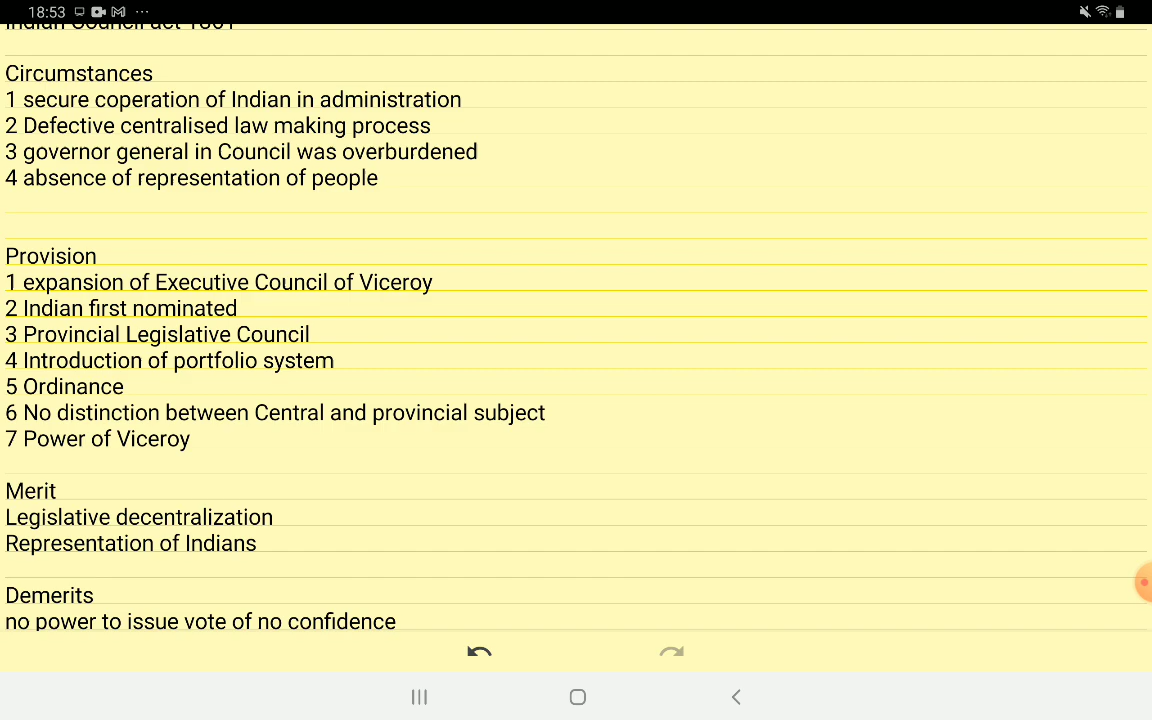 18:53
Indian Council act 1861
Circumstances
1 secure coperation of Indian in administration
2 Defective centralised law making process
3 governor general in Council was overburdened
4 absence of representation of people
Provision
1 expansion of Executive Council of Viceroy
2 Indian first nominated
3 Provincial Legislative Council
4 Introduction of portfolio system
5 Ordinance
6 No distinction between Central and provincial subject
7 Power of Viceroy
Merit
Legislative decentralization
Representation of Indians
Demerits
no power to issue vote of no confidence